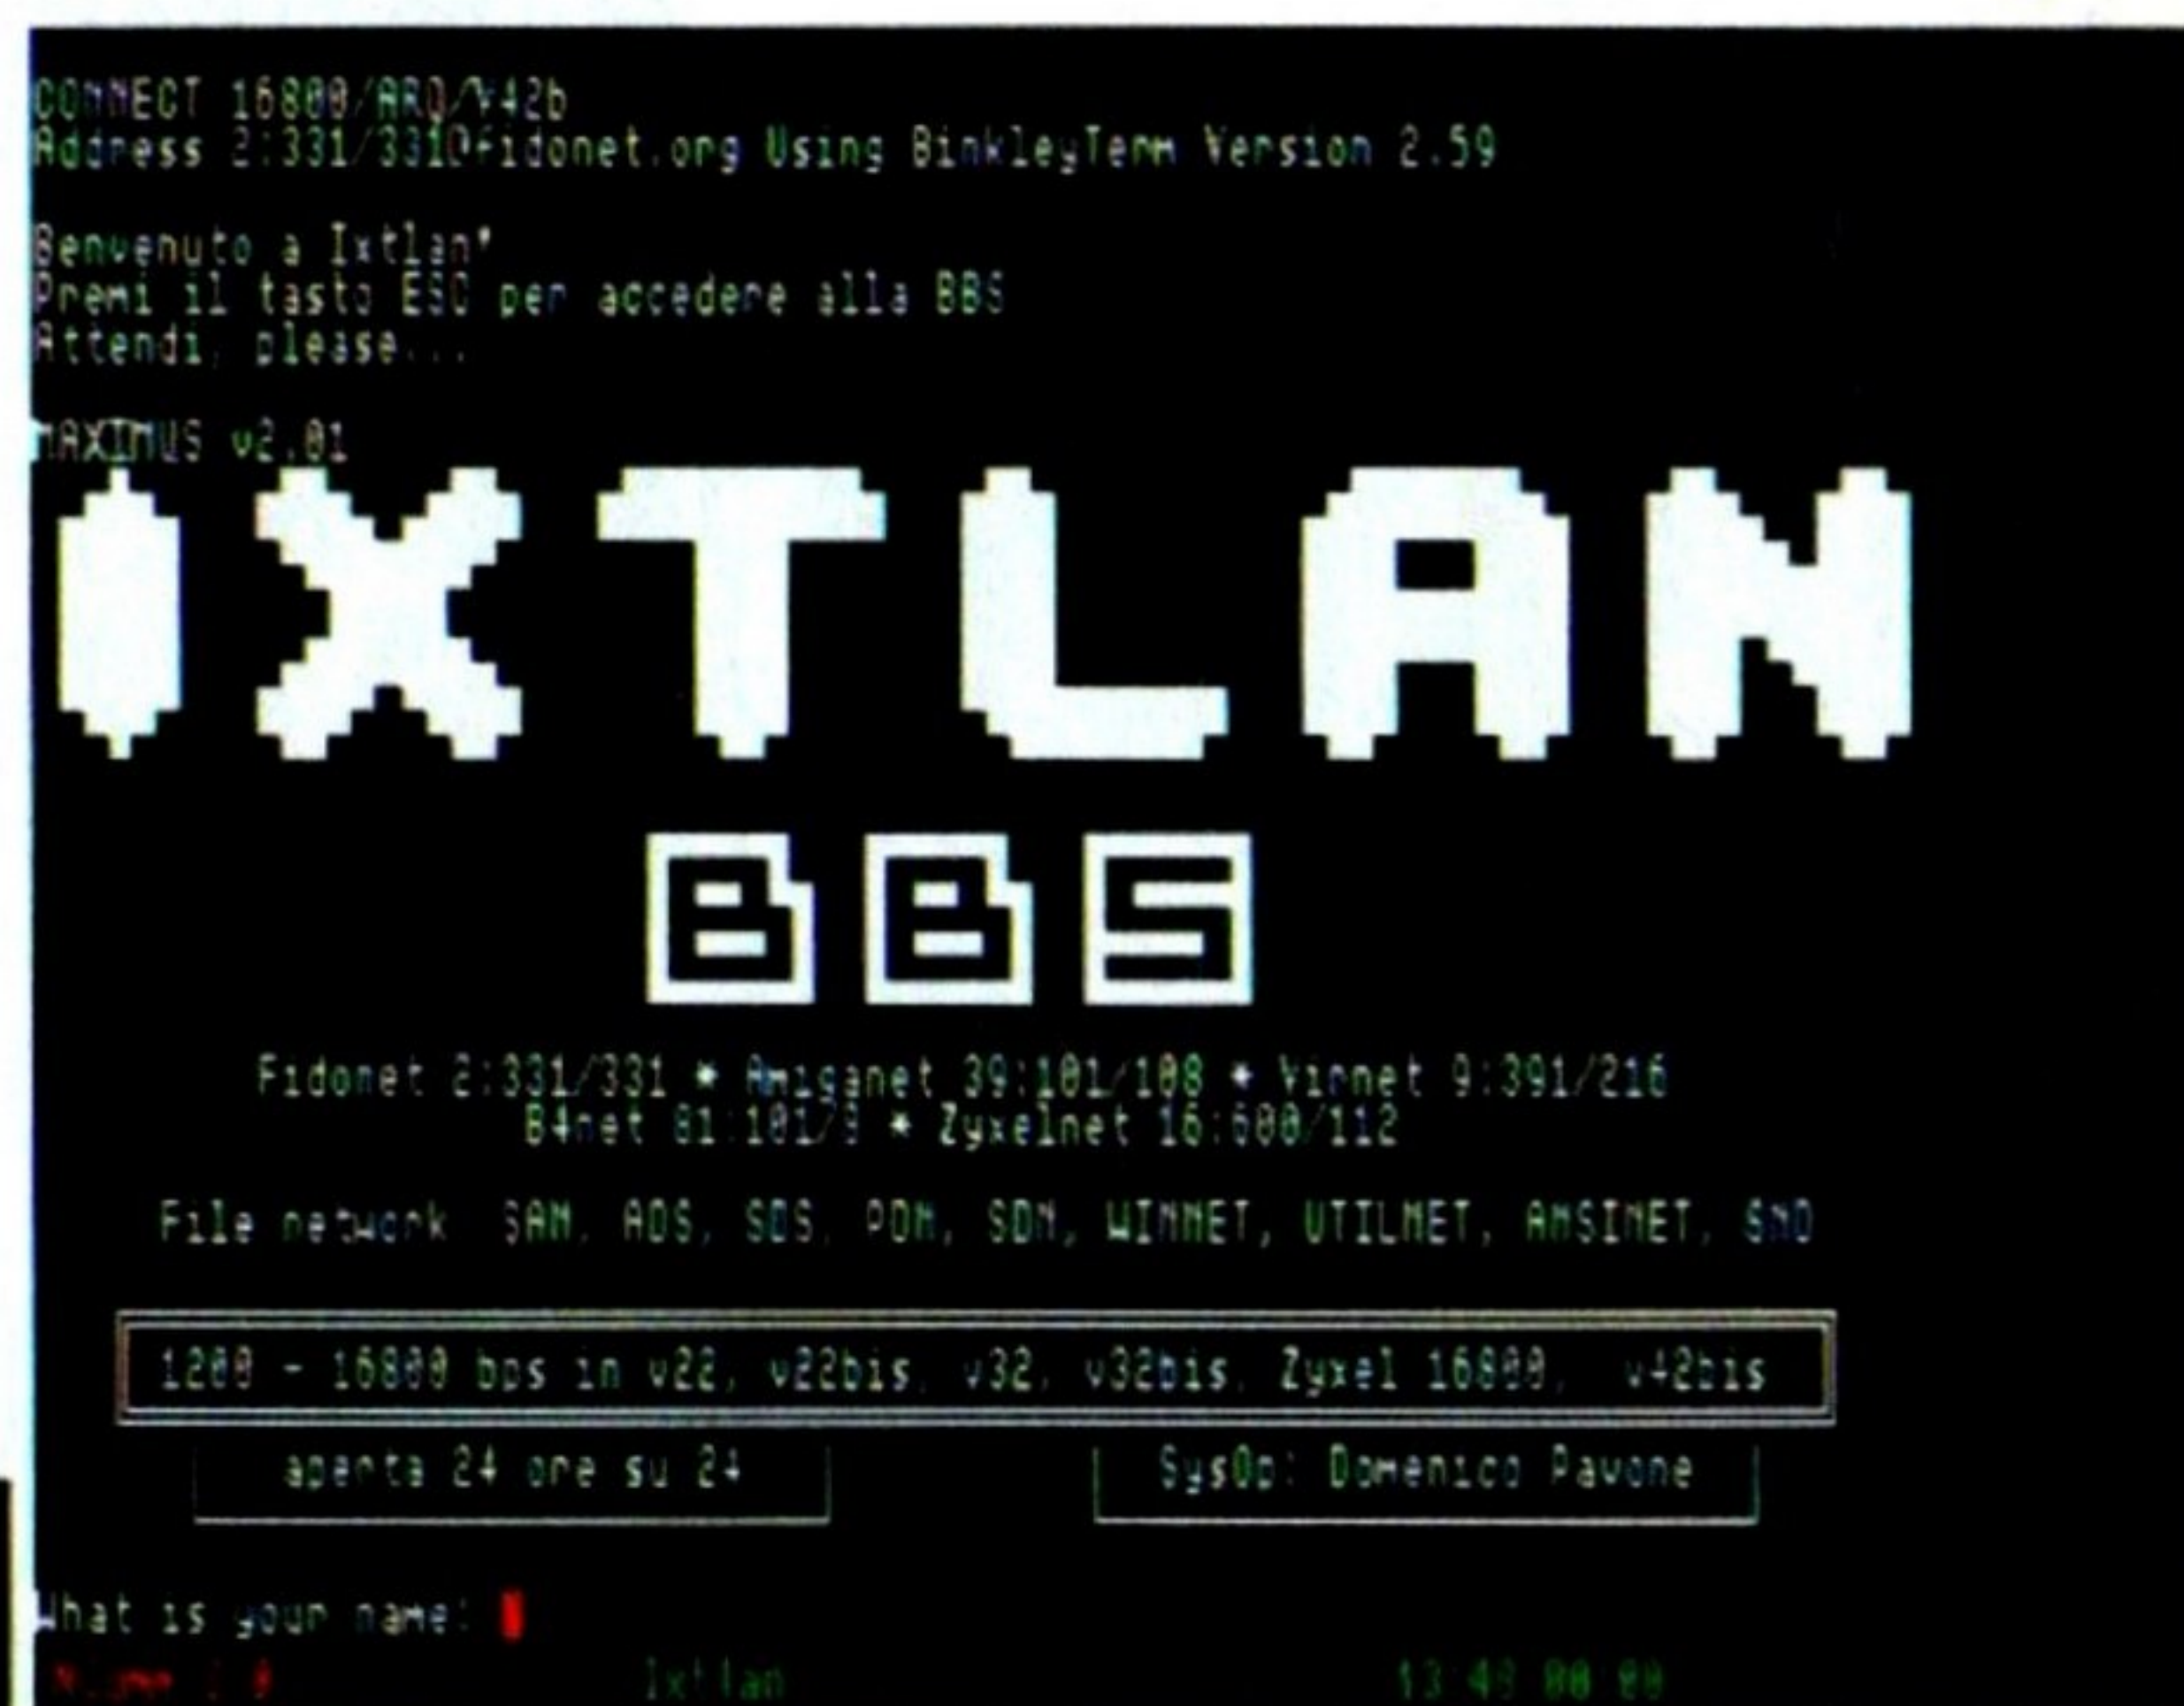 CONNECT 16800/ARQ/V42b
Address 2:331/331@fidonet.org Using BinkleyTerm Version 2.59
Benvenuto a Ixtlan'
Premi il tasto ESC per accedere alla BBS
Attendi, please...
MAXIMUS v2.01
IXTLAN
BBS
Fidonet 2:331/331 * Amiganet 39:101/108 * Virnet 9:391/216
B4net 81:101/9 * Zyxelnet 16:600/112
File network SAN, ADS, SDS, PDN, SDN, WINNET, UTILNET, ANSINET, SND
1200 - 16800 bps in v22, v22bis, v32, v32bis, Zyxel 16800, v42bis
aperta 24 ore su 24
SysOp: Domenico Pavone
What is your name:
Ixtlan